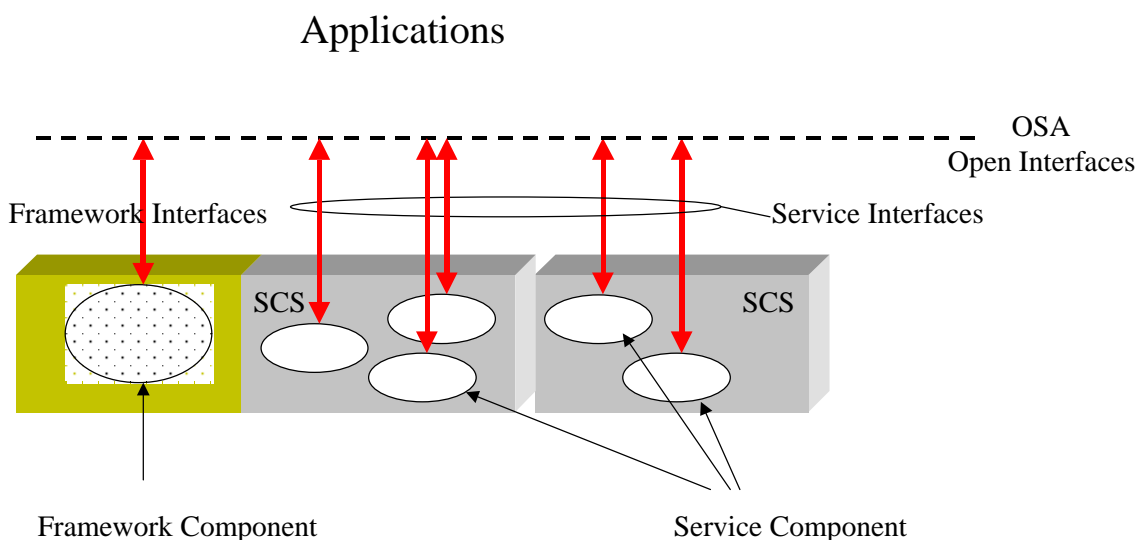 Applications
OSA
Open Interfaces
Framework Interfaces
Service Interfaces
SCS
SCS
Framework Component
Service Component